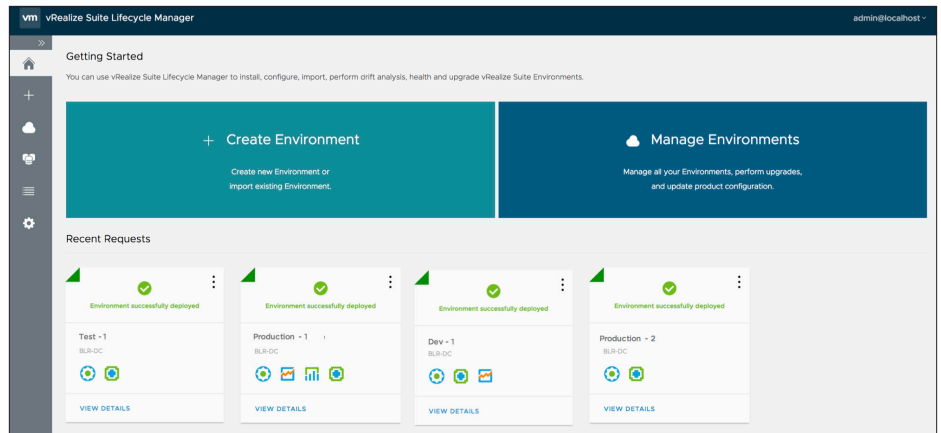 vm vRealize Suite Lifecycle Manager
admin@localhost
Getting Started
You can use vRealize Suite Lifecycle Manager to install, configure, import, perform drift analysis, health and upgrade vRealize Suite Environments.
Create Environment
Create new Environment or
import existing Environment.
Manage Environments
Manage all your Environments, perform upgrades,
and update product configuration.
Recent Requests
Environment successfully deployed
Test - 1
BLR-DC
VIEW DETAILS
Environment successfully deployed
Production - 1
BLR-DC
VIEW DETAILS
Environment successfully deployed
Dev - 1
BLR-DC
VIEW DETAILS
Environment successfully deployed
Production - 2
BLR-DC
VIEW DETAILS